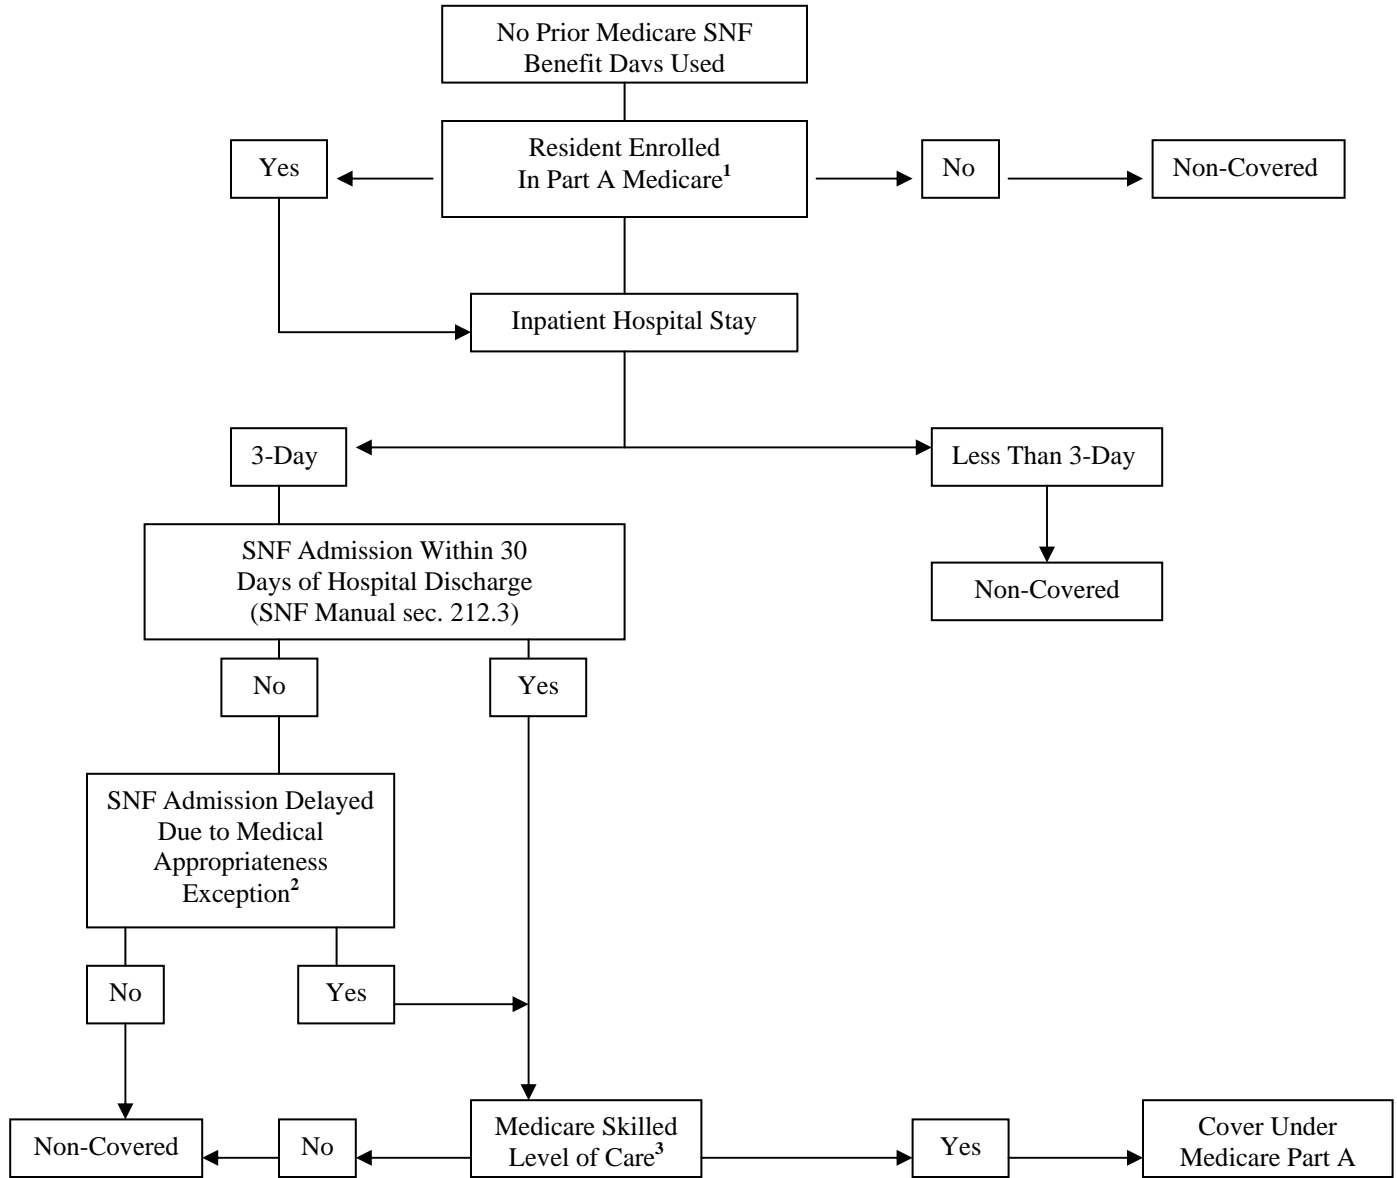 No Prior Medicare SNF
Benefit Days Used
Resident Enrolled
In Part A Medicare1
Yes
No
Non-Covered
Inpatient Hospital Stay
3-Day
Less Than 3-Day
SNF Admission Within 30
Days of Hospital Discharge
(SNF Manual sec. 212.3)
Non-Covered
No
Yes
SNF Admission Delayed
Due to Medical
Appropriateness
Exception2
No
Yes
Non-Covered
No
Medicare Skilled
Level of Care3
Yes
Cover Under
Medicare Part A